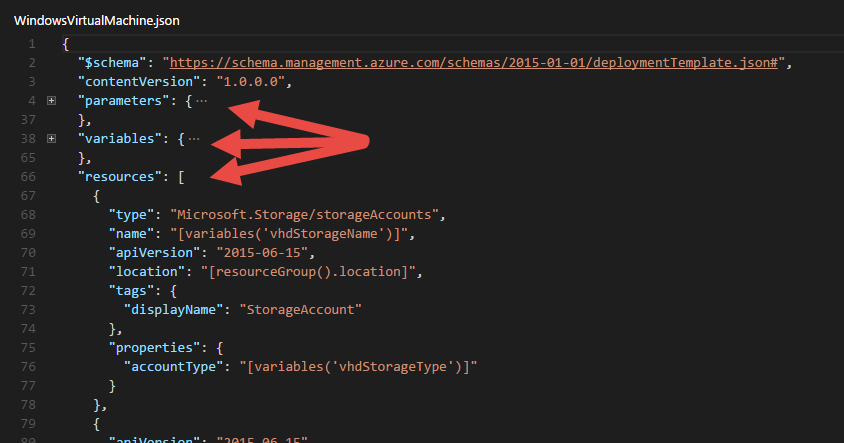 WindowsVirtualMachine.json
1 {
2 "$schema": "https://schema.management.azure.com/schemas/2015-01-01/deploymentTemplate.json#",
3 "contentVersion": "1.0.0.0",
4 "parameters": { ...
37 },
38 "variables": { ...
65 },
66 "resources": [
67 {
68 "type": "Microsoft.Storage/storageAccounts",
69 "name": "[variables('vhdStorageName')]",
70 "apiVersion": "2015-06-15",
71 "location": "[resourceGroup().location]",
72 "tags": {
73 "displayName": "StorageAccount"
74 },
75 "properties": {
76 "accountType": "[variables('vhdStorageType')]"
77 }
78 },
79 {
80 "apiVersion": "2015-06-15",